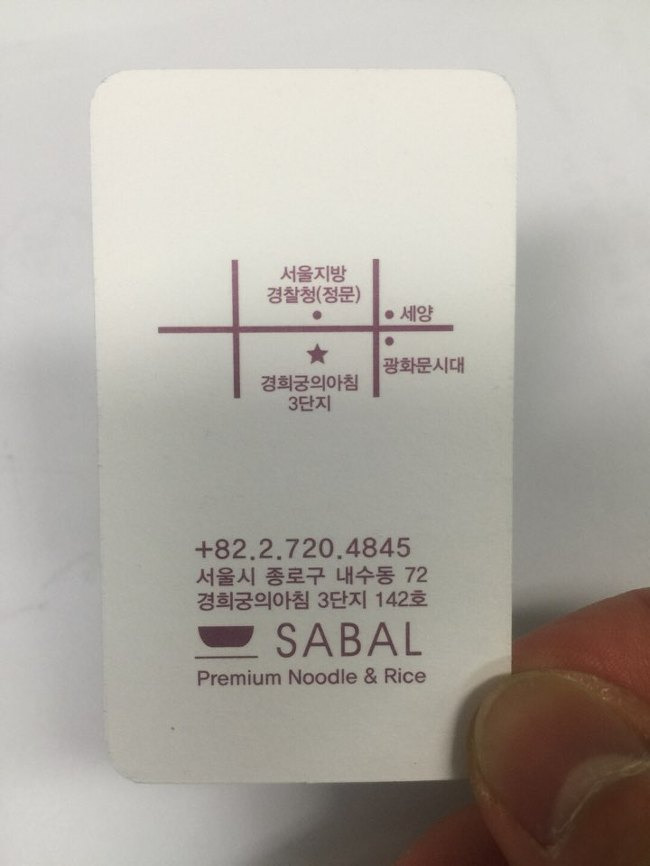 서울지방
경찰청(정문)
세양
광화문시대
경희궁의아침
3단지
+82.2.720.4845
서울시 종로구 내수동 72
경희궁의아침 3단지 142호
SABAL
Premium Noodle & Rice